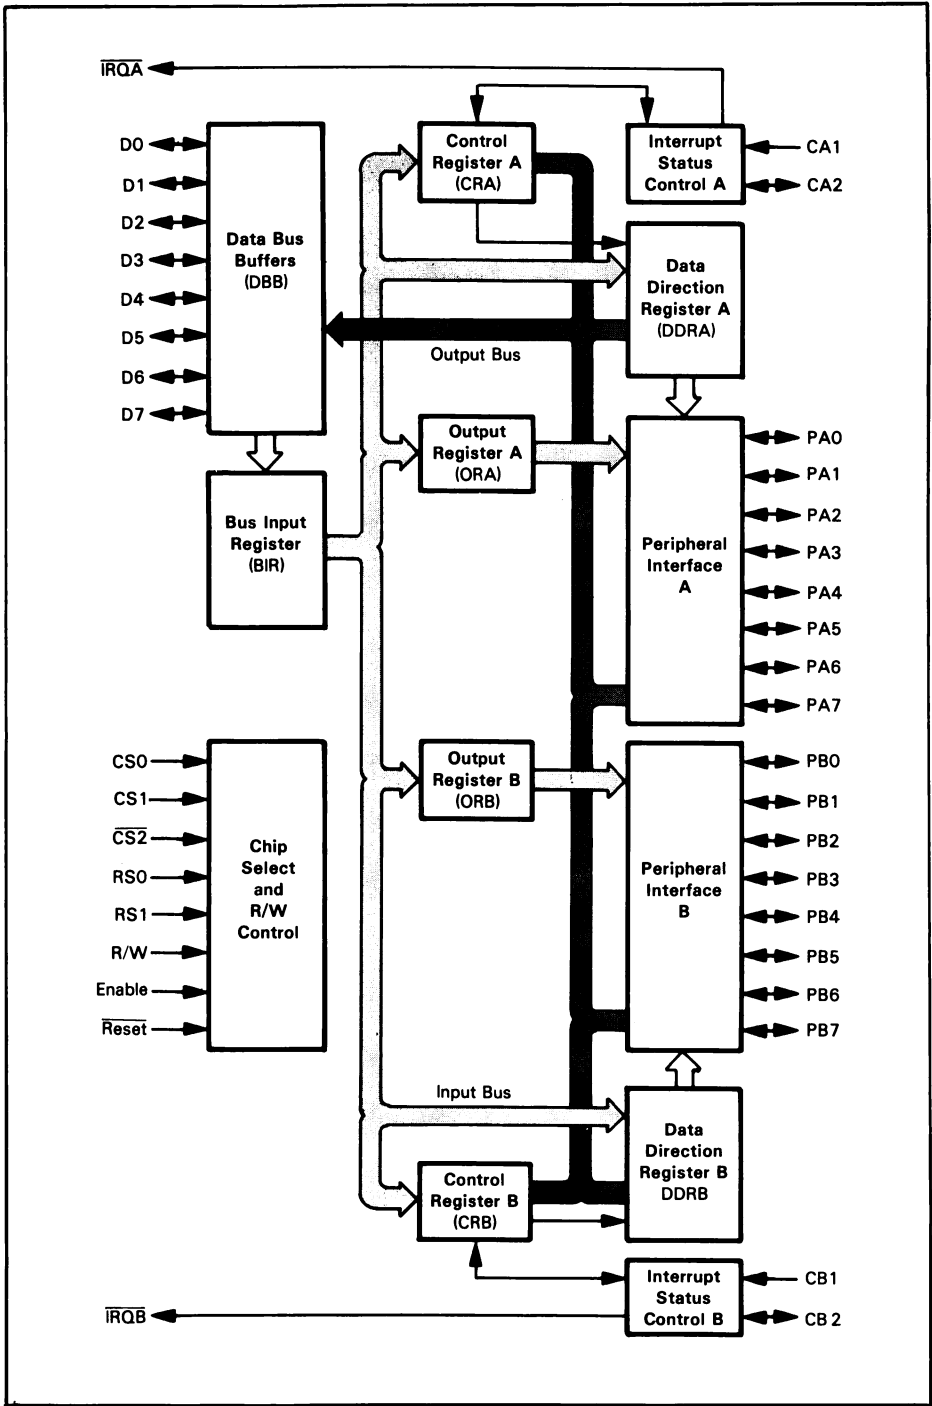 IRQA
D0
D1
D2
D3
D4
D5
D6
D7
Data Bus
Buffers
(DBB)
Bus Input
Register
(BIR)
Control
Register A
(CRA)
Interrupt
Status
Control A
CA1
CA2
Data
Direction
Register A
(DDRA)
Output Bus
Output
Register A
(ORA)
Peripheral
Interface
A
PA0
PA1
PA2
PA3
PA4
PA5
PA6
PA7
CS0
CS1
CS2
RS0
RS1
R/W
Enable
Reset
Chip
Select
and
R/W
Control
Output
Register B
(ORB)
Peripheral
Interface
B
PB0
PB1
PB2
PB3
PB4
PB5
PB6
PB7
Input Bus
Data
Direction
Register B
DDRB
Control
Register B
(CRB)
Interrupt
Status
Control B
CB1
CB2
IRQB